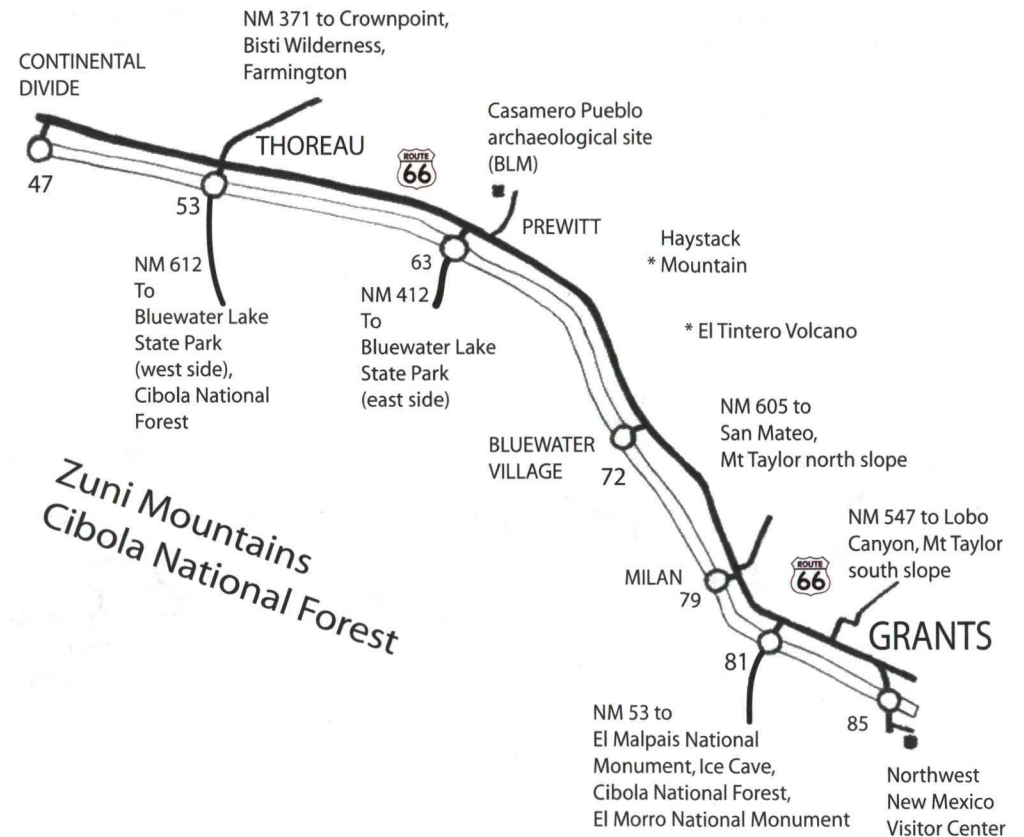 NM 371 to Crownpoint,
Bisti Wilderness,
Farmington
CONTINENTAL
DIVIDE
47
THOREAU
53
ROUTE
66
Casamero Pueblo
archaeological site
(BLM)
PREWITT
63
NM 612
To
Bluewater Lake
State Park
(west side),
Cibola National
Forest
NM 412
To
Bluewater Lake
State Park
(east side)
Haystack
* Mountain
* El Tintero Volcano
BLUEWATER
VILLAGE
72
NM 605 to
San Mateo,
Mt Taylor north slope
Zuni Mountains
Cibola National Forest
MILAN
79
ROUTE
66
NM 547 to Lobo
Canyon, Mt Taylor
south slope
GRANTS
81
85
NM 53 to
El Malpais National
Monument, Ice Cave,
Cibola National Forest,
El Morro National Monument
Northwest
New Mexico
Visitor Center